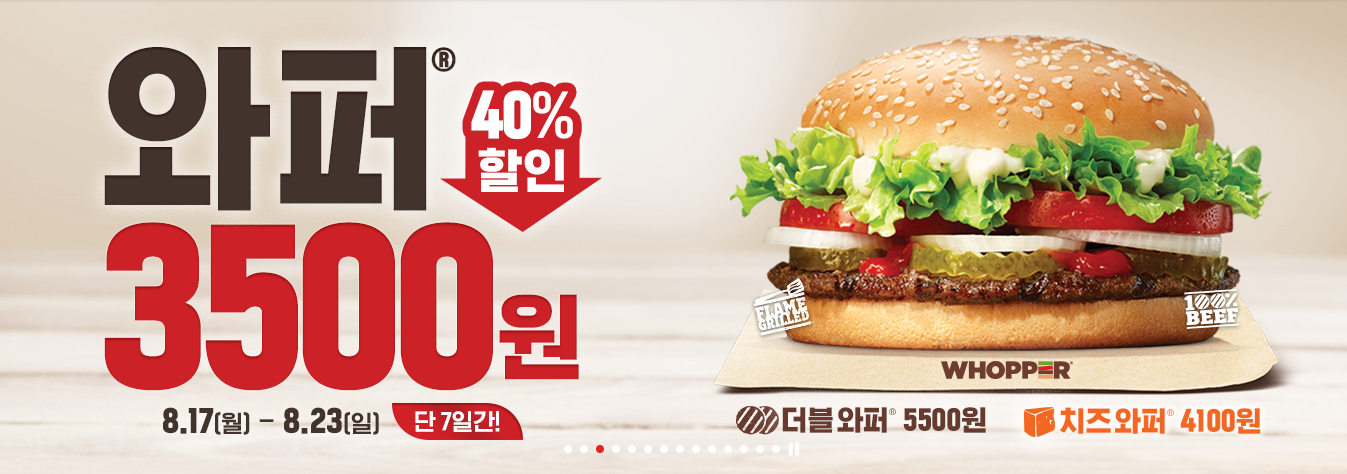 와퍼®
40%
할인
3500원
8.17(월) – 8.23(일) 단 7일간!
FLAME
GRILLED
100%
BEEF
WHOPPER®
더블 와퍼® 5500원
치즈 와퍼® 4100원